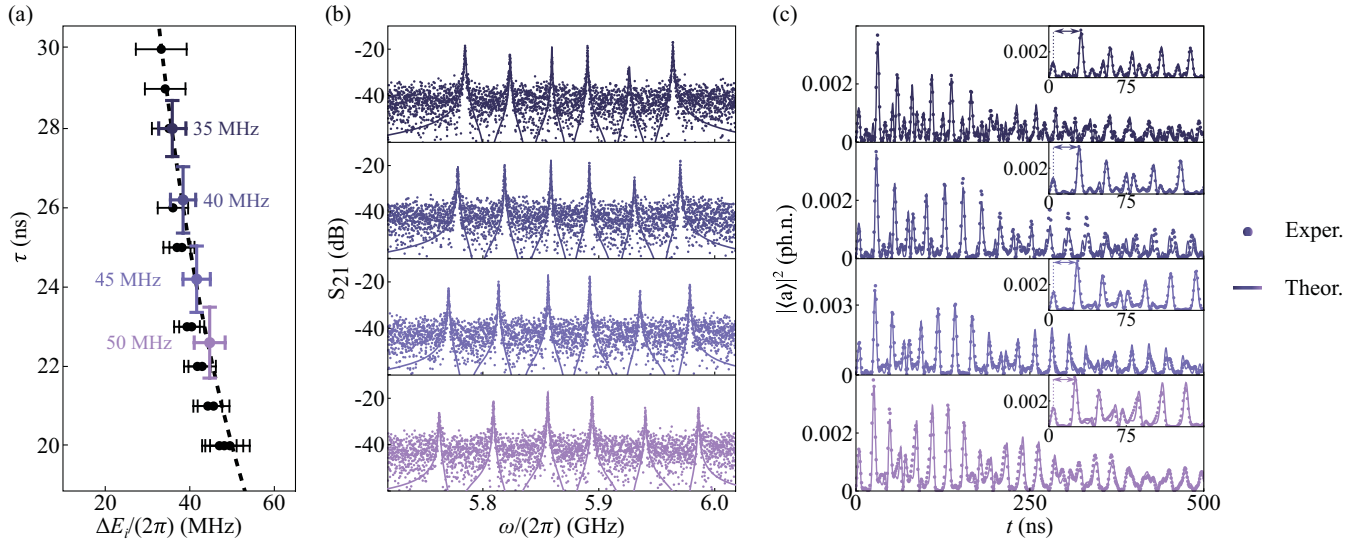 (a)
30
28
26
24
22
20
τ (ns)
35 MHz
40 MHz
45 MHz
50 MHz
20
40
60
ΔE_i/(2π) (MHz)
(b)
-20
-40
-20
-40
-20
-40
-20
-40
S_21 (dB)
5.8
5.9
6.0
ω/(2π) (GHz)
(c)
0.002
0
0.002
0
0.003
0
0.002
0
|⟨a⟩|² (ph.n.)
0.002
0
75
0.002
0
75
0.002
0
75
0.002
0
75
0
250
500
t (ns)
Exper.
Theor.